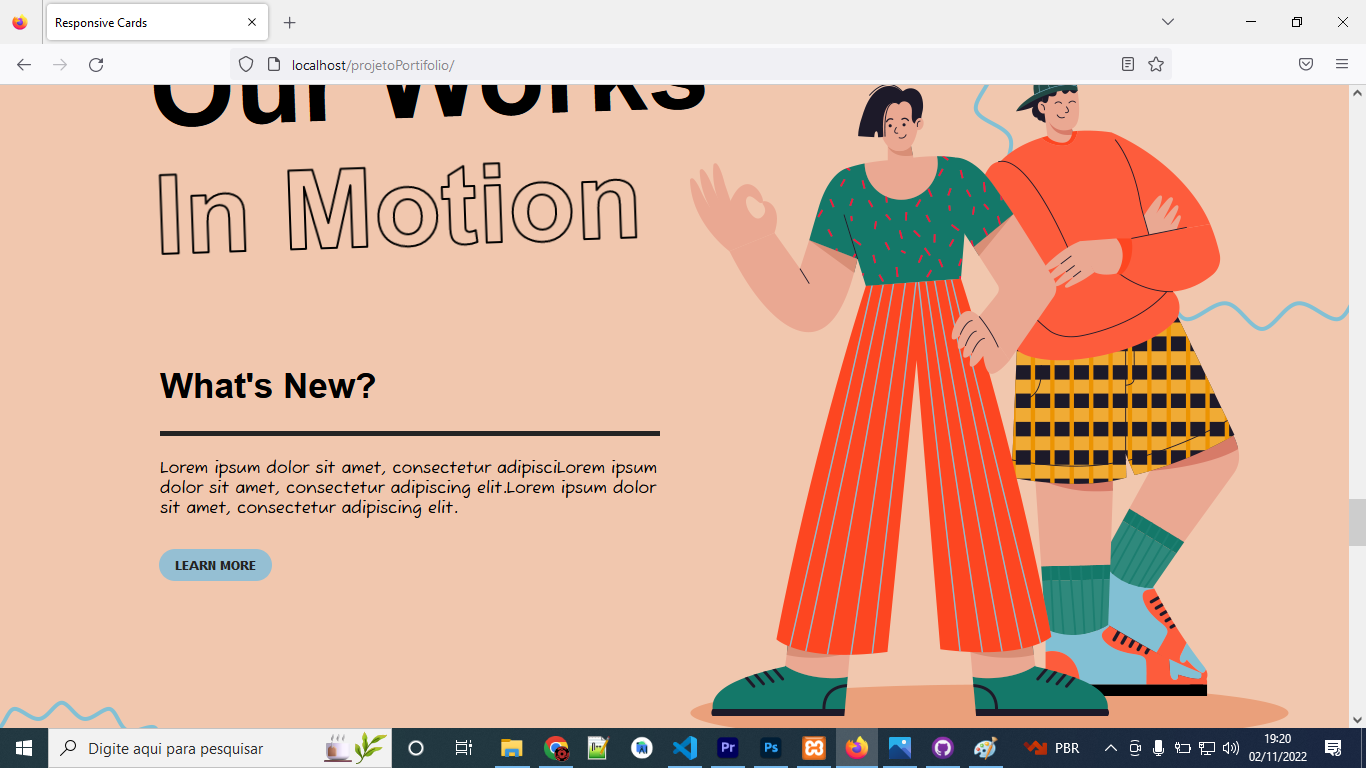 Responsive Cards
localhost/projetoPortifolio/
Our Works
In Motion
What's New?
Lorem ipsum dolor sit amet, consectetur adipisciLorem ipsum
dolor sit amet, consectetur adipiscing elit.Lorem ipsum dolor
sit amet, consectetur adipiscing elit.
LEARN MORE
Digite aqui para pesquisar
Pr
Ps
PBR
19:20
02/11/2022